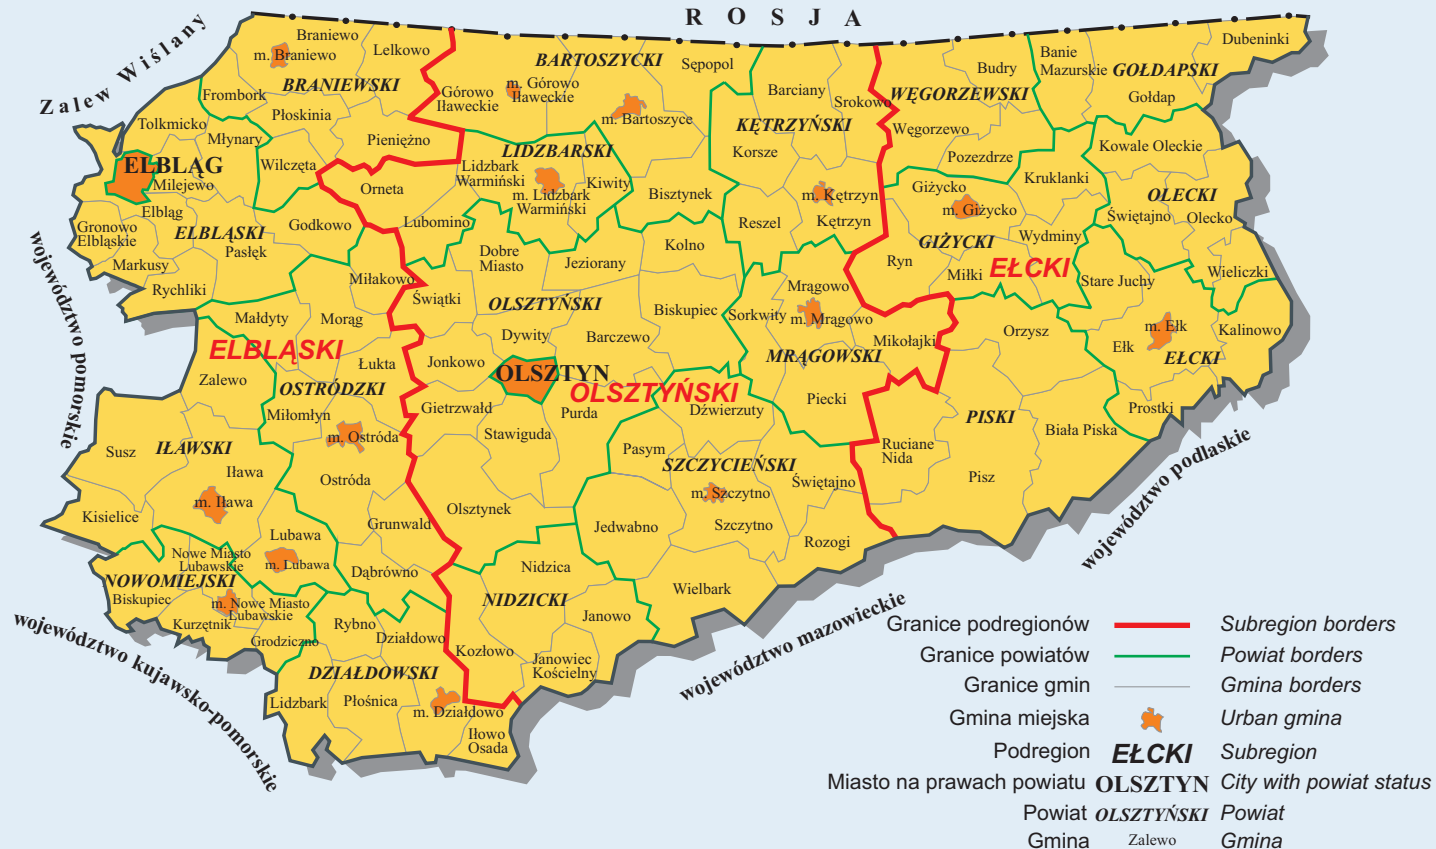 R O S J A
Zalew Wiślany
Braniewo
m. Braniewo
Lelkowo
BRANIEWSKI
Frombork
Płoskinia
Pieniężno
Wilczęta
Tolkmicko
Młynary
ELBLĄG
Milejewo
Elbląg
Gronowo
Elbląskie
ELBLĄSKI
Pasłęk
Godkowo
Markusy
Rychliki
BARTOSZYCKI
Sępopol
m. Górowo
Iławeckie
Górowo
Iławeckie
m. Bartoszyce
Bisztynek
LIDZBARSKI
Lidzbark
Warmiński
Kiwity
m. Lidzbark
Warmiński
Orneta
Lubomino
Barciany
Srokowo
KĘTRZYŃSKI
Korsze
m. Kętrzyn
Kętrzyn
Reszel
Budry
WĘGORZEWSKI
Węgorzewo
Pozezdrze
Banie
Mazurskie
Dubeninki
GOŁDAPSKI
Gołdap
Kowale Oleckie
OLECKI
Świętajno
Olecko
Wieliczki
Kruklanki
Giżycko
m. Giżycko
Wydminy
GIŻYCKI
Ryn
Miłki
EŁCKI
Stare Juchy
m. Ełk
Ełk
Kalinowo
EŁCKI
Prostki
Miłakowo
Małdyty
Morąg
ELBLĄSKI
Łukta
Zalewo
OSTRÓDZKI
Miłomłyn
m. Ostróda
Ostróda
Grunwald
Dąbrówno
Susz
IŁAWSKI
Iława
m. Iława
Kisielice
Lubawa
m. Lubawa
Nowe Miasto
Lubawskie
NOWOMIEJSKI
Biskupiec
m. Nowe Miasto
Lubawskie
Kurzętnik
Grodziczno
Rybno
Działdowo
DZIAŁDOWSKI
Lidzbark
Płośnica
m. Działdowo
Iłowo
Osada
Dobre
Miasto
Jeziorany
Kolno
Świątki
OLSZTYŃSKI
Dywity
Barczewo
Biskupiec
Jonkowo
OLSZTYN
OLSZTYŃSKI
Gietrzwałd
Purda
Stawiguda
Olsztynek
Mrągowo
Sorkwity
m. Mrągowo
Mikołajki
MRĄGOWSKI
Piecki
Orzysz
PISKI
Biała Piska
Ruciane
Nida
Pisz
Dźwierzuty
Pasym
SZCZYCIEŃSKI
m. Szczytno
Świętajno
Szczytno
Jedwabno
Rozogi
Wielbark
Nidzica
NIDZICKI
Janowo
Kozłowo
Janowiec
Kościelny
województwo pomorskie
województwo kujawsko-pomorskie
województwo mazowieckie
województwo podlaskie
Granice podregionów Subregion borders
Granice powiatów Powiat borders
Granice gmin Gmina borders
Gmina miejska Urban gmina
Podregion EŁCKI Subregion
Miasto na prawach powiatu OLSZTYN City with powiat status
Powiat OLSZTYŃSKI Powiat
Gmina Zalewo Gmina